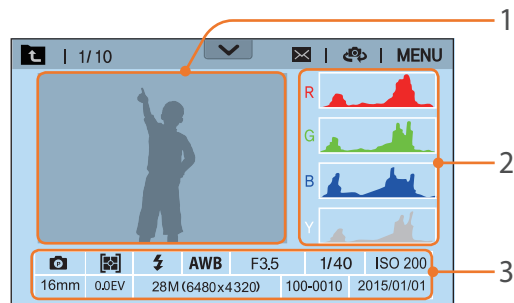 1
1/10
MENU
R
G
B
Y
2
P
AWB
F3.5
1/40
ISO 200
3
16mm
0.0EV
28M (6480x4320)
100-0010
2015/01/01